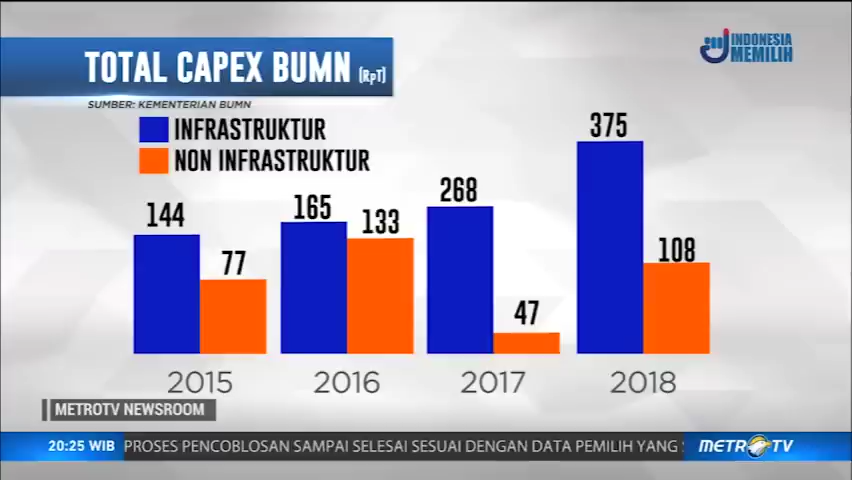 INDONESIA
MEMILIH
TOTAL CAPEX BUMN (RpT)
SUMBER: KEMENTERIAN BUMN
INFRASTRUKTUR
NON INFRASTRUKTUR
144
77
165
133
268
47
375
108
2015
2016
2017
2018
METROTV NEWSROOM
20:25 WIB PROSES PENCOBLOSAN SAMPAI SELESAI SESUAI DENGAN DATA PEMILIH YANG METRO TV